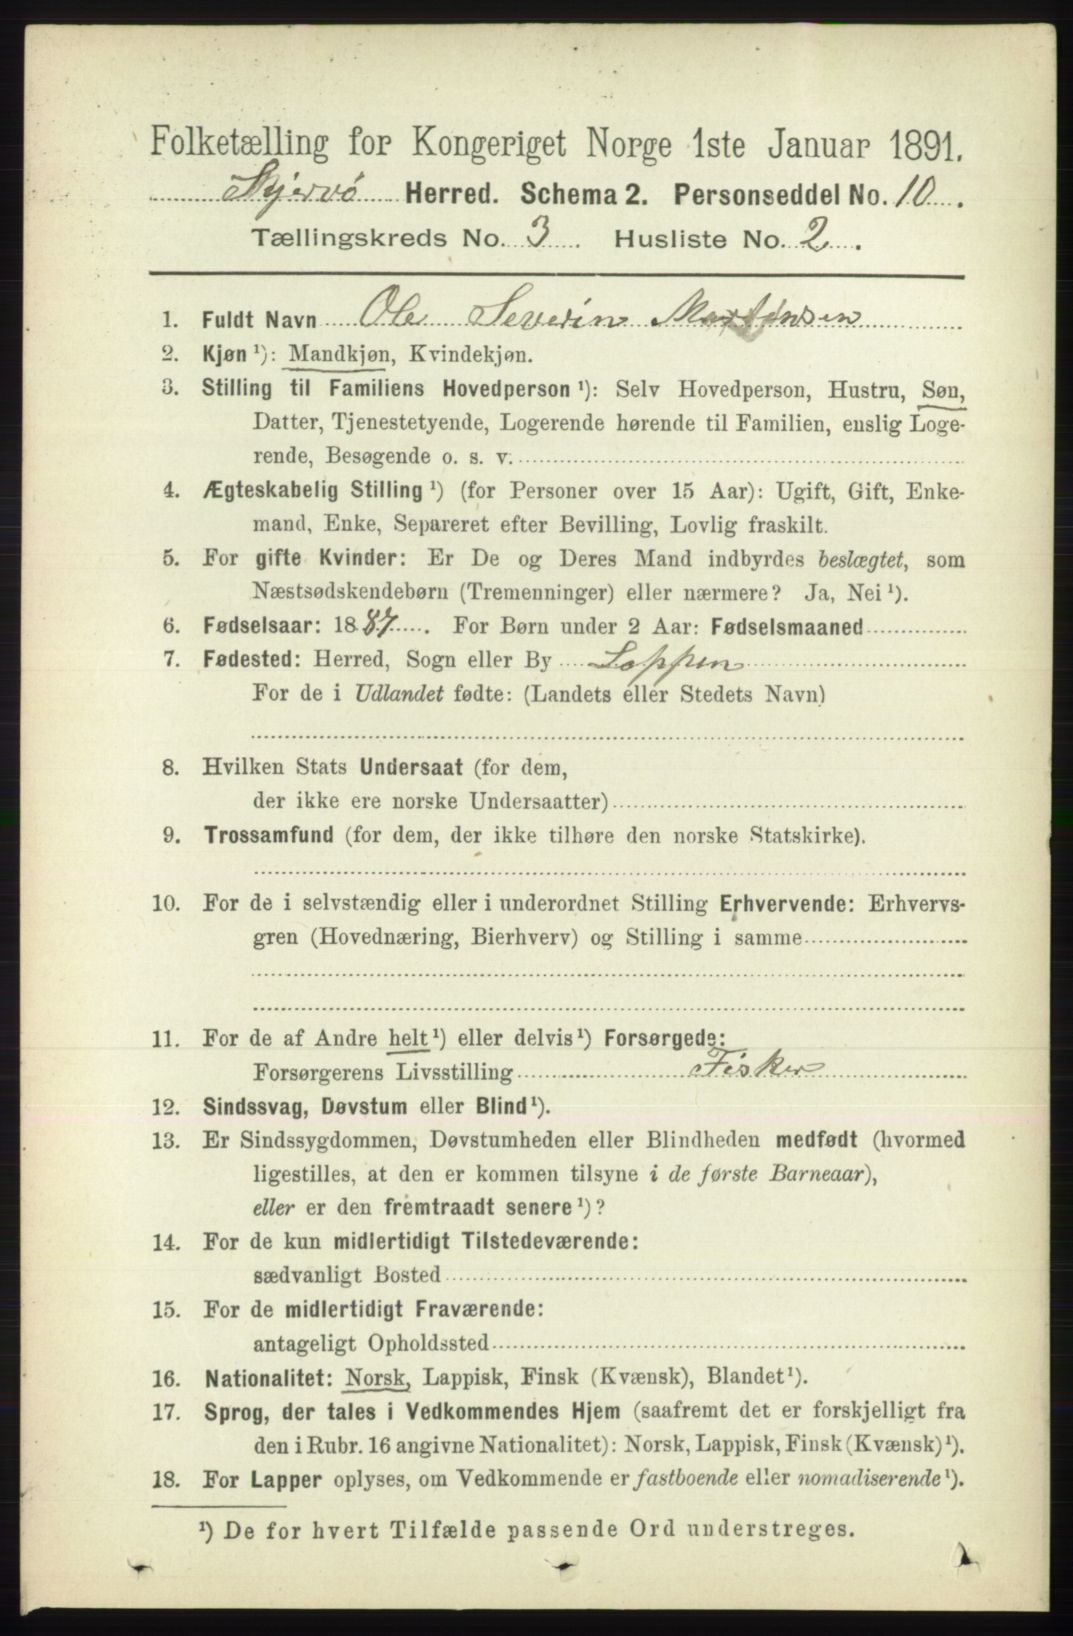 Folketælling for Kongeriget Norge 1ste Januar 1891.
Skjervø Herred. Schema 2. Personseddel No. 10.
Tællingskreds No. 3. Husliste No. 2.
1. Fuldt Navn Ole Severin Martinsen
2. Kjøn ¹): Mandkjøn, Kvindekjøn.
3. Stilling til Familiens Hovedperson ¹): Selv Hovedperson, Hustru, Søn,
Datter, Tjenestetyende, Logerende hørende til Familien, enslig Loge-
rende, Besøgende o. s. v.
4. Ægteskabelig Stilling ¹) (for Personer over 15 Aar): Ugift, Gift, Enke-
mand, Enke, Separeret efter Bevilling, Lovlig fraskilt.
5. For gifte Kvinder: Er De og Deres Mand indbyrdes beslægtet, som
Næstsødskendebørn (Tremenninger) eller nærmere? Ja, Nei ¹).
6. Fødselsaar: 1887. For Børn under 2 Aar: Fødselsmaaned
7. Fødested: Herred, Sogn eller By Loppen
For de i Udlandet fødte: (Landets eller Stedets Navn)
8. Hvilken Stats Undersaat (for dem,
der ikke ere norske Undersaatter)
9. Trossamfund (for dem, der ikke tilhøre den norske Statskirke).
10. For de i selvstændig eller i underordnet Stilling Erhvervende: Erhvervs-
gren (Hovednæring, Bierhverv) og Stilling i samme
11. For de af Andre helt ¹) eller delvis ¹) Forsørgede:
Forsørgerens Livsstilling Fisker
12. Sindssvag, Døvstum eller Blind ¹).
13. Er Sindssygdommen, Døvstumheden eller Blindheden medfødt (hvormed
ligestilles, at den er kommen tilsyne i de første Barneaar),
eller er den fremtraadt senere ¹)?
14. For de kun midlertidigt Tilstedeværende:
sædvanligt Bosted
15. For de midlertidigt Fraværende:
antageligt Opholdssted
16. Nationalitet: Norsk, Lappisk, Finsk (Kvænsk), Blandet ¹).
17. Sprog, der tales i Vedkommendes Hjem (saafremt det er forskjelligt fra
den i Rubr. 16 angivne Nationalitet): Norsk, Lappisk, Finsk (Kvænsk) ¹).
18. For Lapper oplyses, om Vedkommende er fastboende eller nomadiserende ¹).
¹) De for hvert Tilfælde passende Ord understreges.